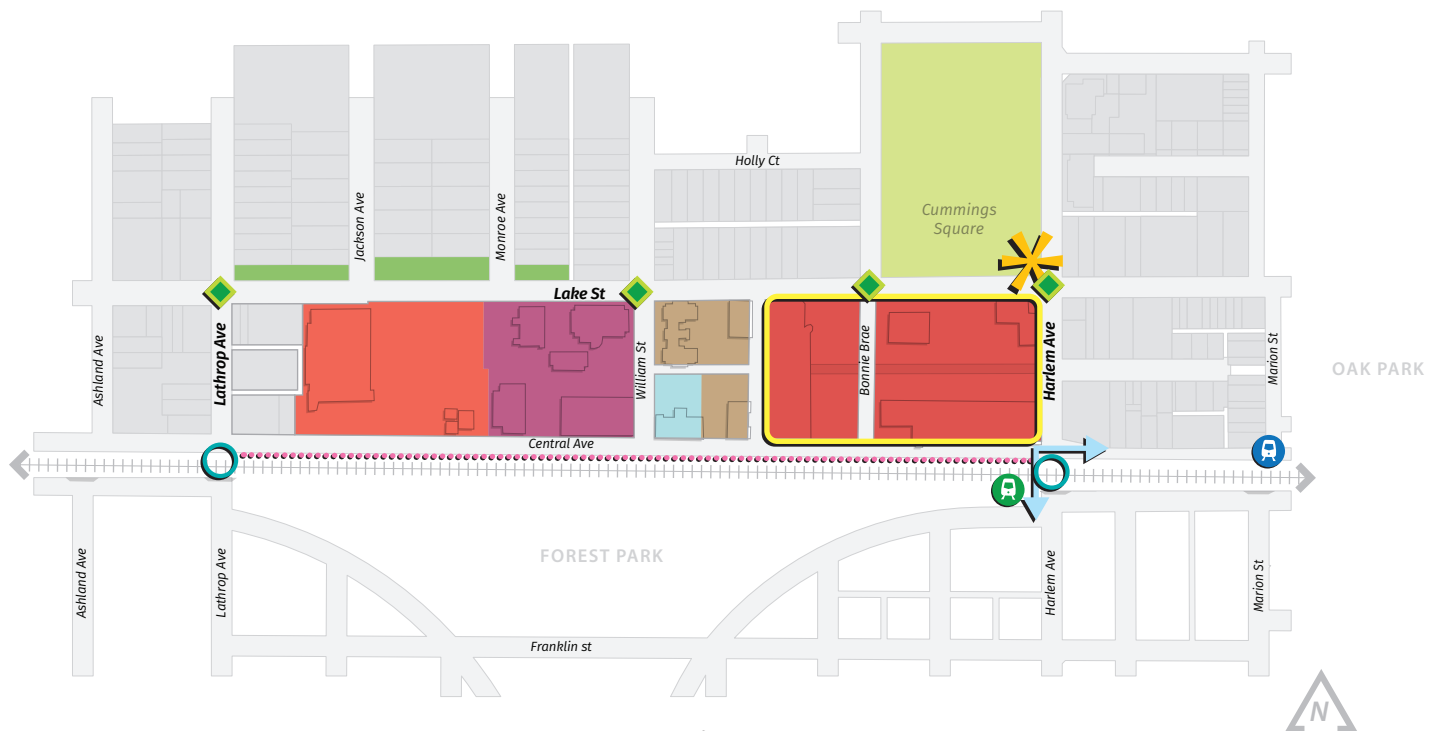 Holly Ct
Jackson Ave
Monroe Ave
Cummings
Square
Lake St
Ashland Ave
Lathrop Ave
William St
Bonnie Brae
Harlem Ave
Marion St
OAK PARK
Central Ave
FOREST PARK
Ashland Ave
Lathrop Ave
Harlem Ave
Marion St
Franklin st
N